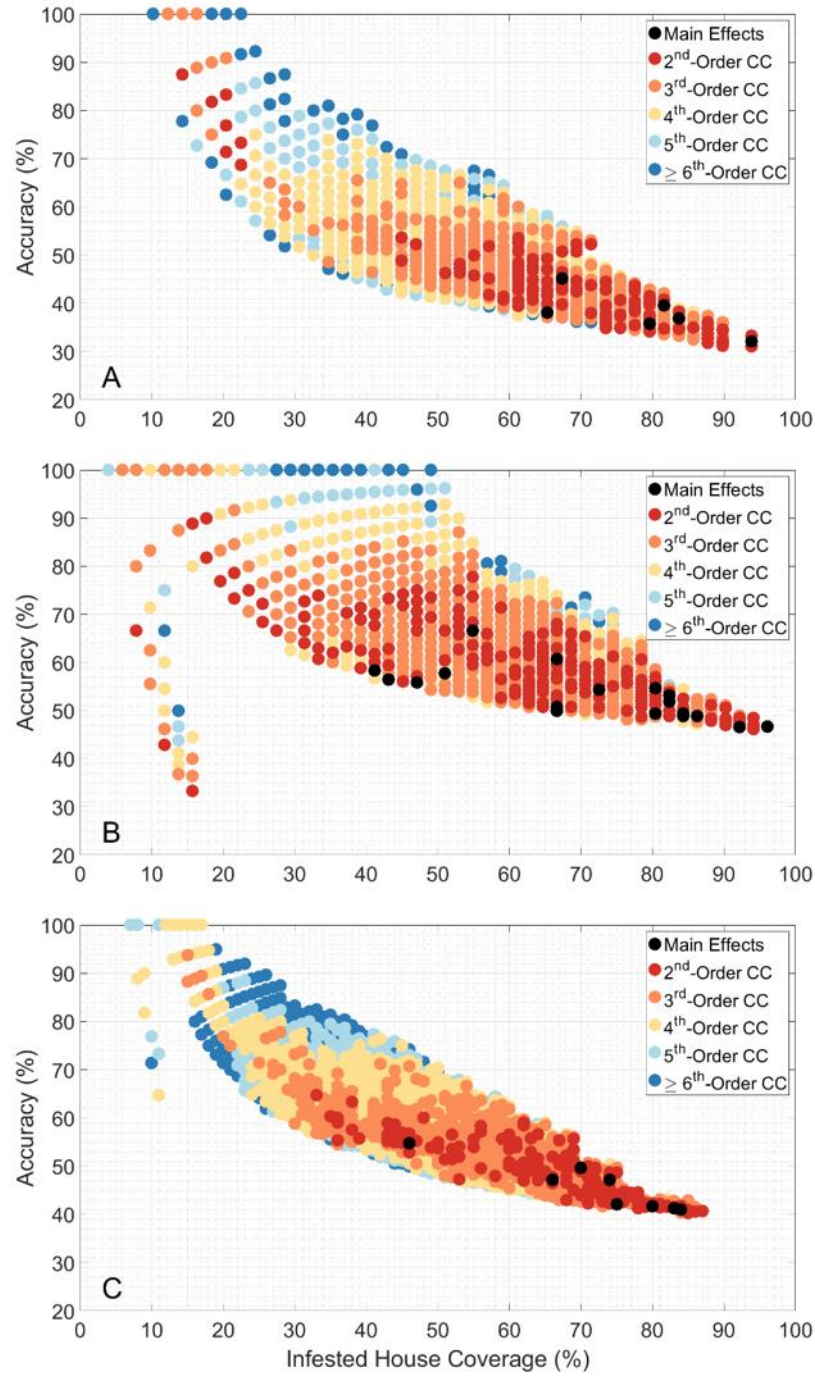 100
90
80
70
60
50
40
30
20
Accuracy (%)
Main Effects
2nd-Order CC
3rd-Order CC
4th-Order CC
5th-Order CC
≥ 6th-Order CC
A
0 10 20 30 40 50 60 70 80 90 100
100
90
80
70
60
50
40
30
20
Accuracy (%)
Main Effects
2nd-Order CC
3rd-Order CC
4th-Order CC
5th-Order CC
≥ 6th-Order CC
B
0 10 20 30 40 50 60 70 80 90 100
100
90
80
70
60
50
40
30
20
Accuracy (%)
Main Effects
2nd-Order CC
3rd-Order CC
4th-Order CC
5th-Order CC
≥ 6th-Order CC
C
0 10 20 30 40 50 60 70 80 90 100
Infested House Coverage (%)